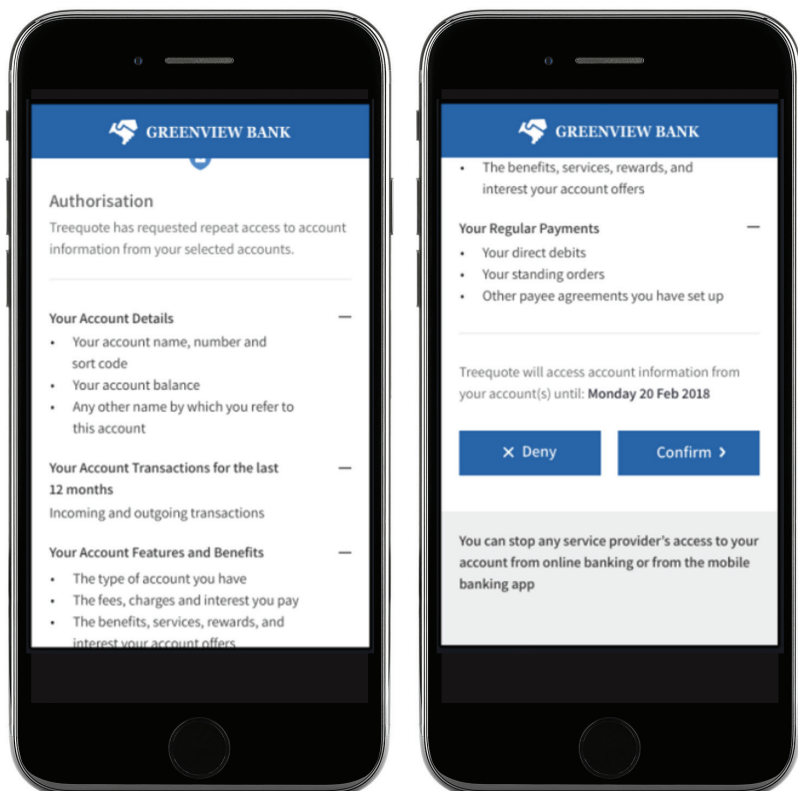 GREENVIEW BANK
Authorisation
Treequote has requested repeat access to account
information from your selected accounts.
Your Account Details
• Your account name, number and
sort code
• Your account balance
• Any other name by which you refer to
this account
Your Account Transactions for the last
12 months
Incoming and outgoing transactions
Your Account Features and Benefits
• The type of account you have
• The fees, charges and interest you pay
• The benefits, services, rewards, and
interest your account offers
GREENVIEW BANK
• The benefits, services, rewards, and
interest your account offers
Your Regular Payments
• Your direct debits
• Your standing orders
• Other payee agreements you have set up
Treequote will access account information from
your account(s) until: Monday 20 Feb 2018
× Deny
Confirm ›
You can stop any service provider's access to your
account from online banking or from the mobile
banking app